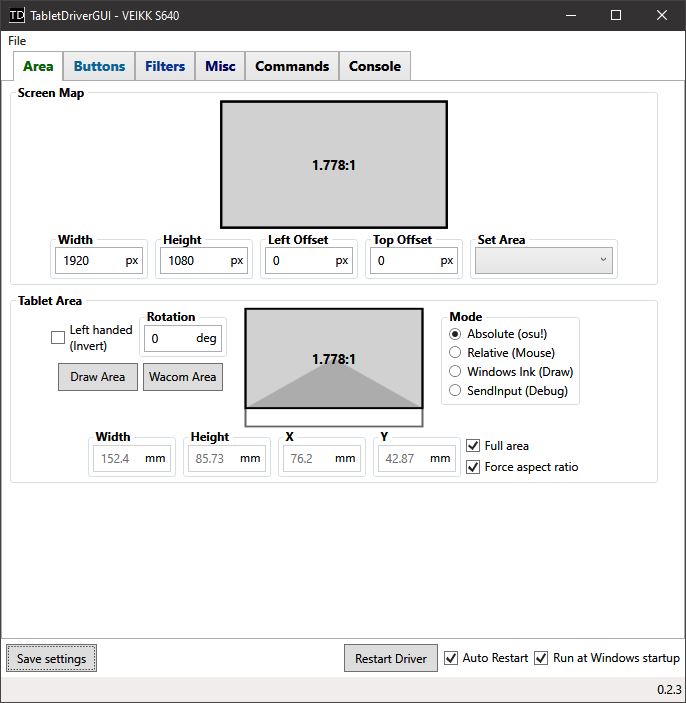 TD TabletDriverGUI - VEIKK S640
File
Area Buttons Filters Misc Commands Console
Screen Map
1.778:1
Width Height Left Offset Top Offset Set Area
1920 px 1080 px 0 px 0 px
Tablet Area
Left handed
(Invert)
Rotation
0 deg
Draw Area Wacom Area
1.778:1
Mode
Absolute (osu!)
Relative (Mouse)
Windows Ink (Draw)
SendInput (Debug)
Width Height X Y
152.4 mm 85.73 mm 76.2 mm 42.87 mm
Full area
Force aspect ratio
Save settings Restart Driver Auto Restart Run at Windows startup
0.2.3